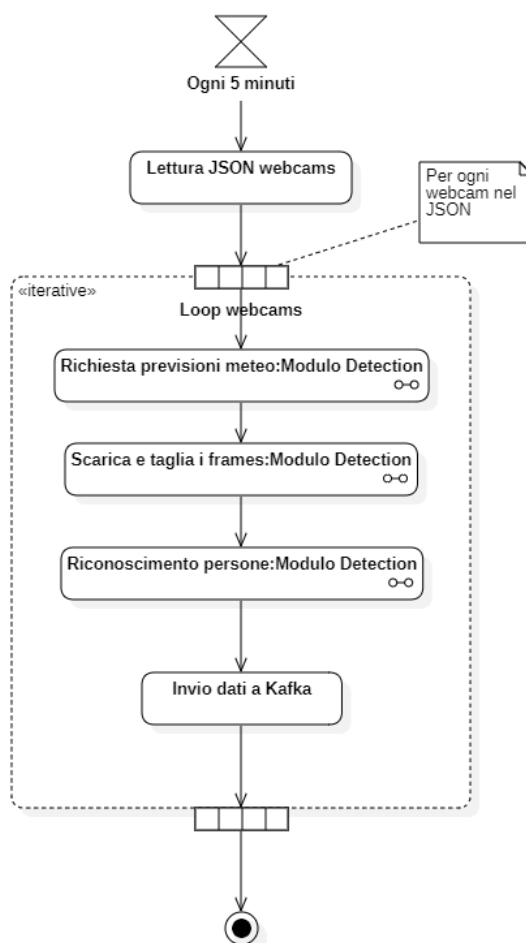 Ogni 5 minuti
Lettura JSON webcams
Per ogni
webcam nel
JSON
«iterative»
Loop webcams
Richiesta previsioni meteo:Modulo Detection
Scarica e taglia i frames:Modulo Detection
Riconoscimento persone:Modulo Detection
Invio dati a Kafka